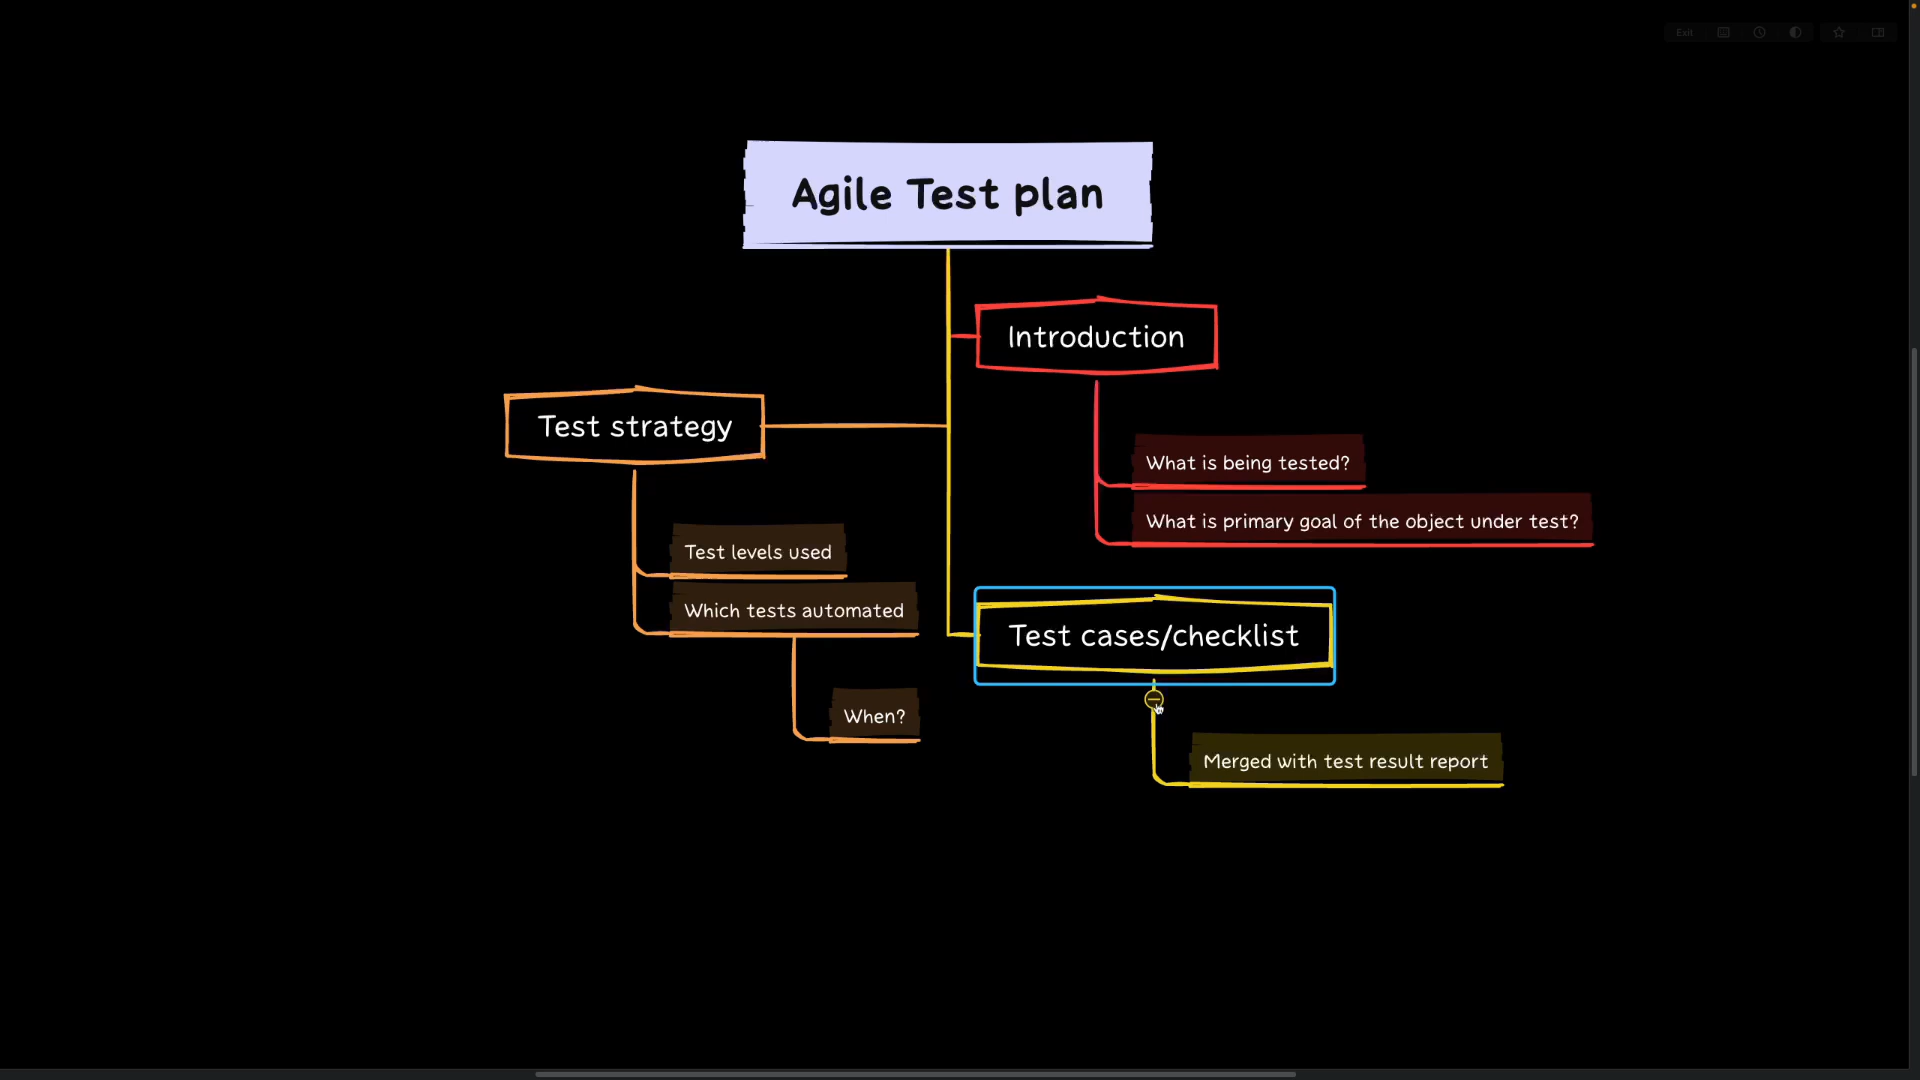 Exit
Agile Test plan
Introduction
Test strategy
What is being tested?
What is primary goal of the object under test?
Test levels used
Which tests automated
Test cases/checklist
When?
Merged with test result report